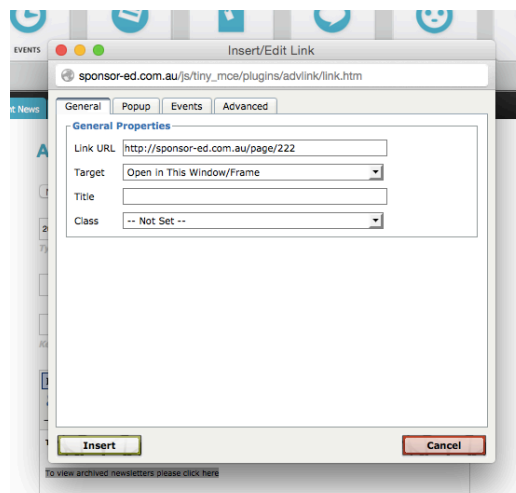 EVENTS
Insert/Edit Link
sponsor-ed.com.au/js/tiny_mce/plugins/advlink/link.htm
General Popup Events Advanced
General Properties
Link URL http://sponsor-ed.com.au/page/222
Target Open in This Window/Frame
Title
Class -- Not Set --
Insert Cancel
News
To view archived newsletters please click here